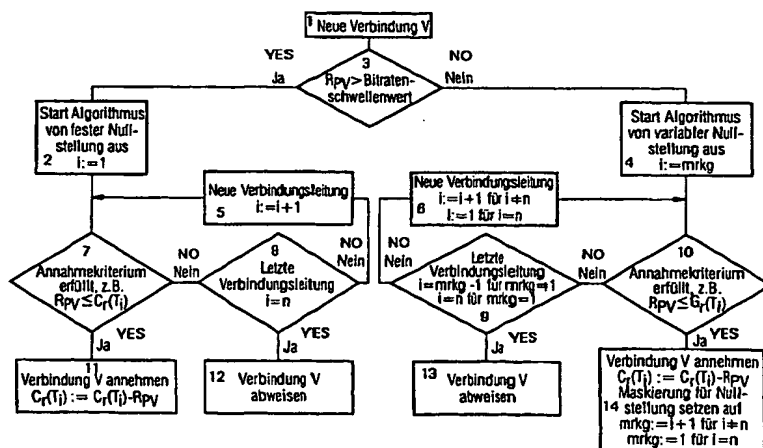 1 Neue Verbindung V
YES
Ja
3
RPV > Bitraten-
schwellenwert
NO
Nein
Start Algorithmus
von fester Null-
stellung aus
2 i:=1
Start Algorithmus
von variabler Null-
stellung aus
4 i:=mrkg
Neue Verbindungsleitung
5 i:=i+1
Neue Verbindungsleitung
6 i:=i+1 für i≠n
i:=1 für i=n
7
Annahmekriterium
erfüllt, z.B.
RPV≤Cr(Ti)
NO
Nein
8
Letzte
Verbindungsleitung
i=n
NO
Nein
NO
Nein
Letzte
Verbindungsleitung
i=mrkg -1 für mrkg≠1
i=n für mrkg=1
9
NO
Nein
10
Annahmekriterium
erfüllt, z.B.
RPV≤Gr(Ti)
YES
Ja
YES
Ja
YES
Ja
YES
Ja
11
Verbindung V annehmen
Cr(Ti) := Cr(Ti)-RPV
12 Verbindung V
abweisen
13 Verbindung V
abweisen
Verbindung V annehmen
Cr(Ti) := Cr(Ti)-RPV
Maskierung für Null-
14 stellung setzen auf
mrkg:=i+1 für i≠n
mrkg:=1 für i=n